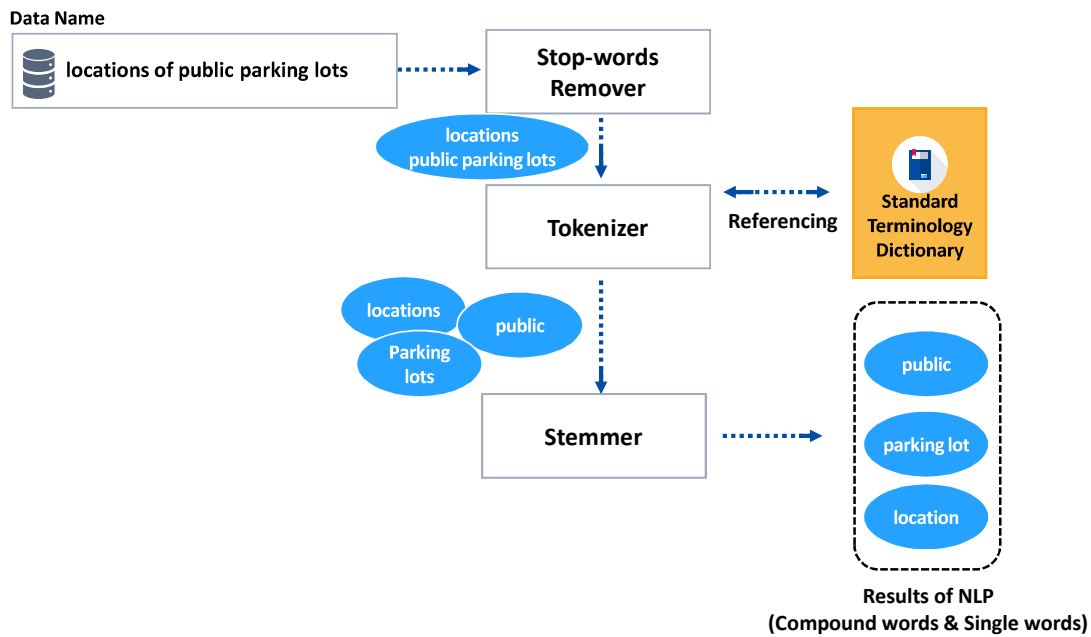 Data Name
locations of public parking lots
Stop-words
Remover
locations
public parking lots
Tokenizer
Referencing
Standard
Terminology
Dictionary
locations
public
Parking
lots
Stemmer
public
parking lot
location
Results of NLP
(Compound words & Single words)